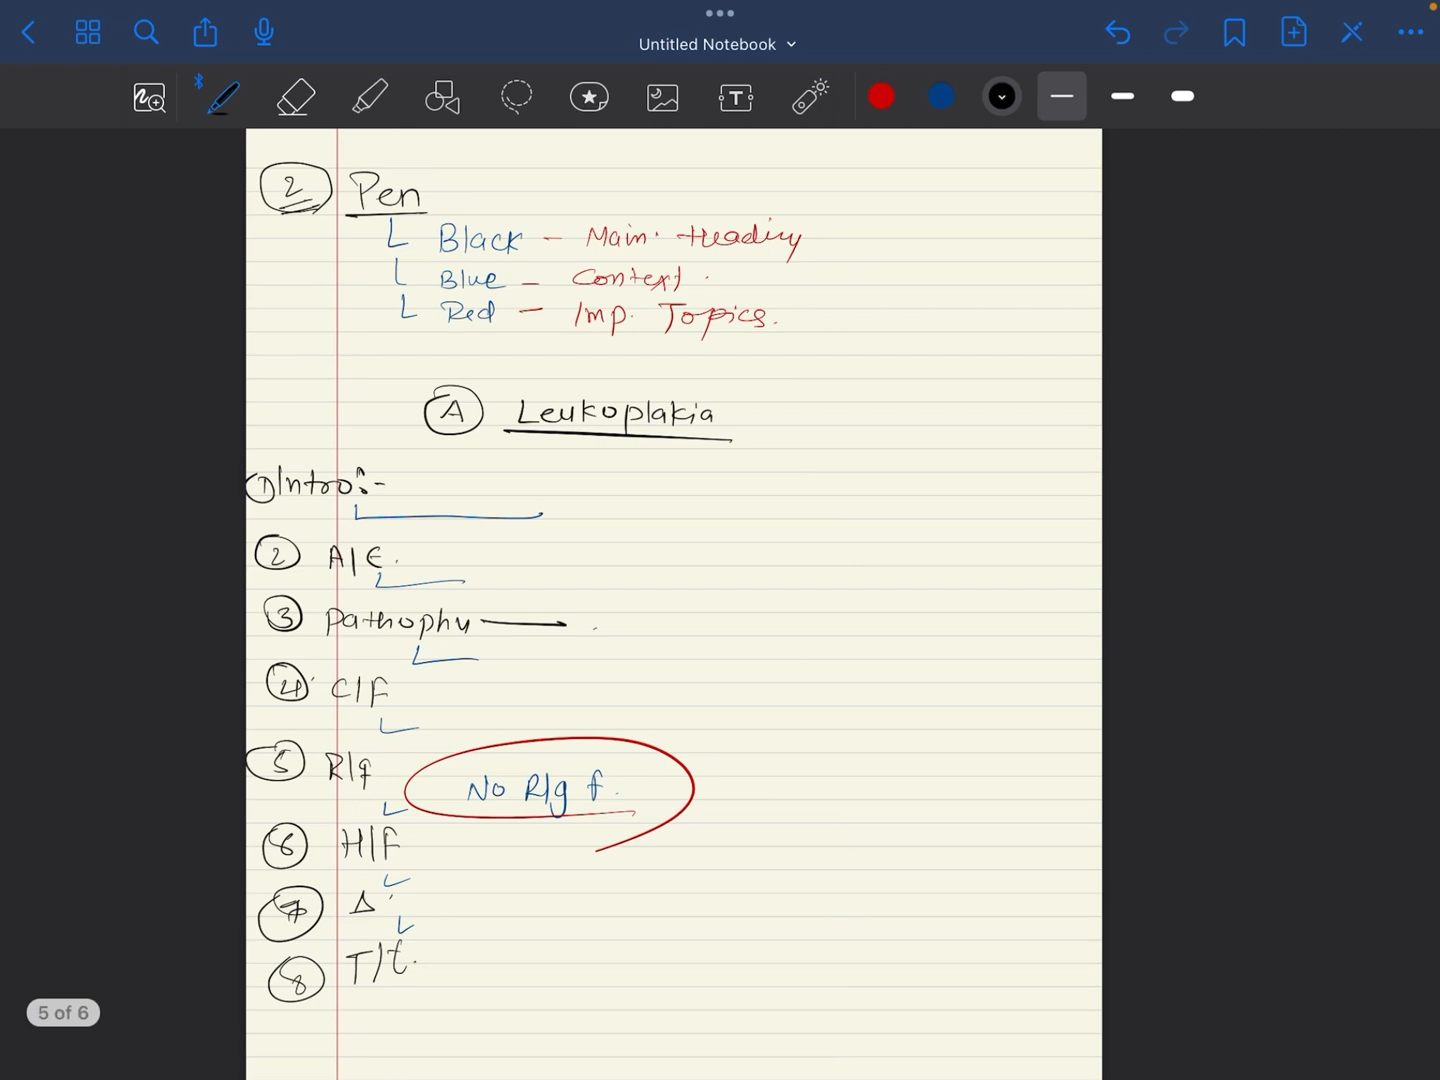 Untitled Notebook
2 Pen
Black - Main. Heading
Blue - Context.
Red - Imp. Topics.
A Leukoplakia
1 Intro:-
2 A/E.
3 Pathophy
4 C/F
5 R/g
No R/g f.
6 H/F
7 Δ
8 T/t.
5 of 6